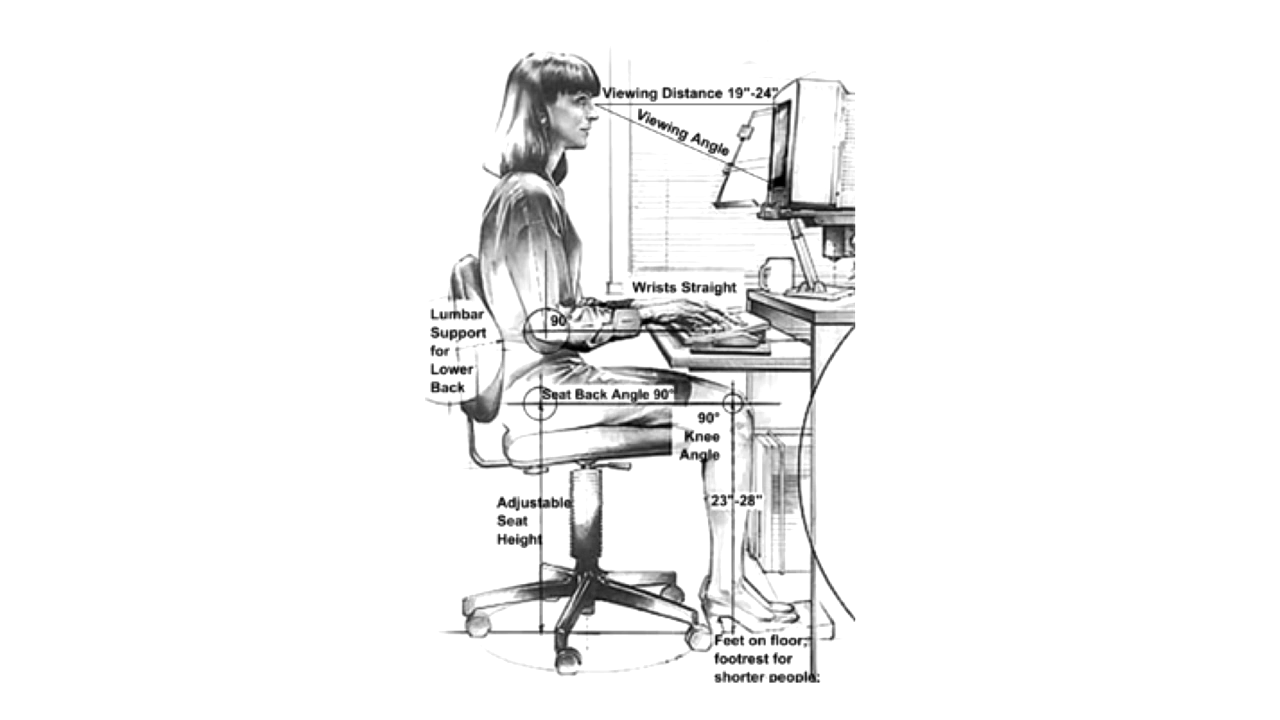 Viewing Distance 19"-24"
Viewing Angle
Wrists Straight
90
Lumbar
Support
for
Lower
Back
Seat Back Angle 90°
90°
Knee
Angle
23"-28"
Adjustable
Seat
Height
Feet on floor,
footrest for
shorter people.